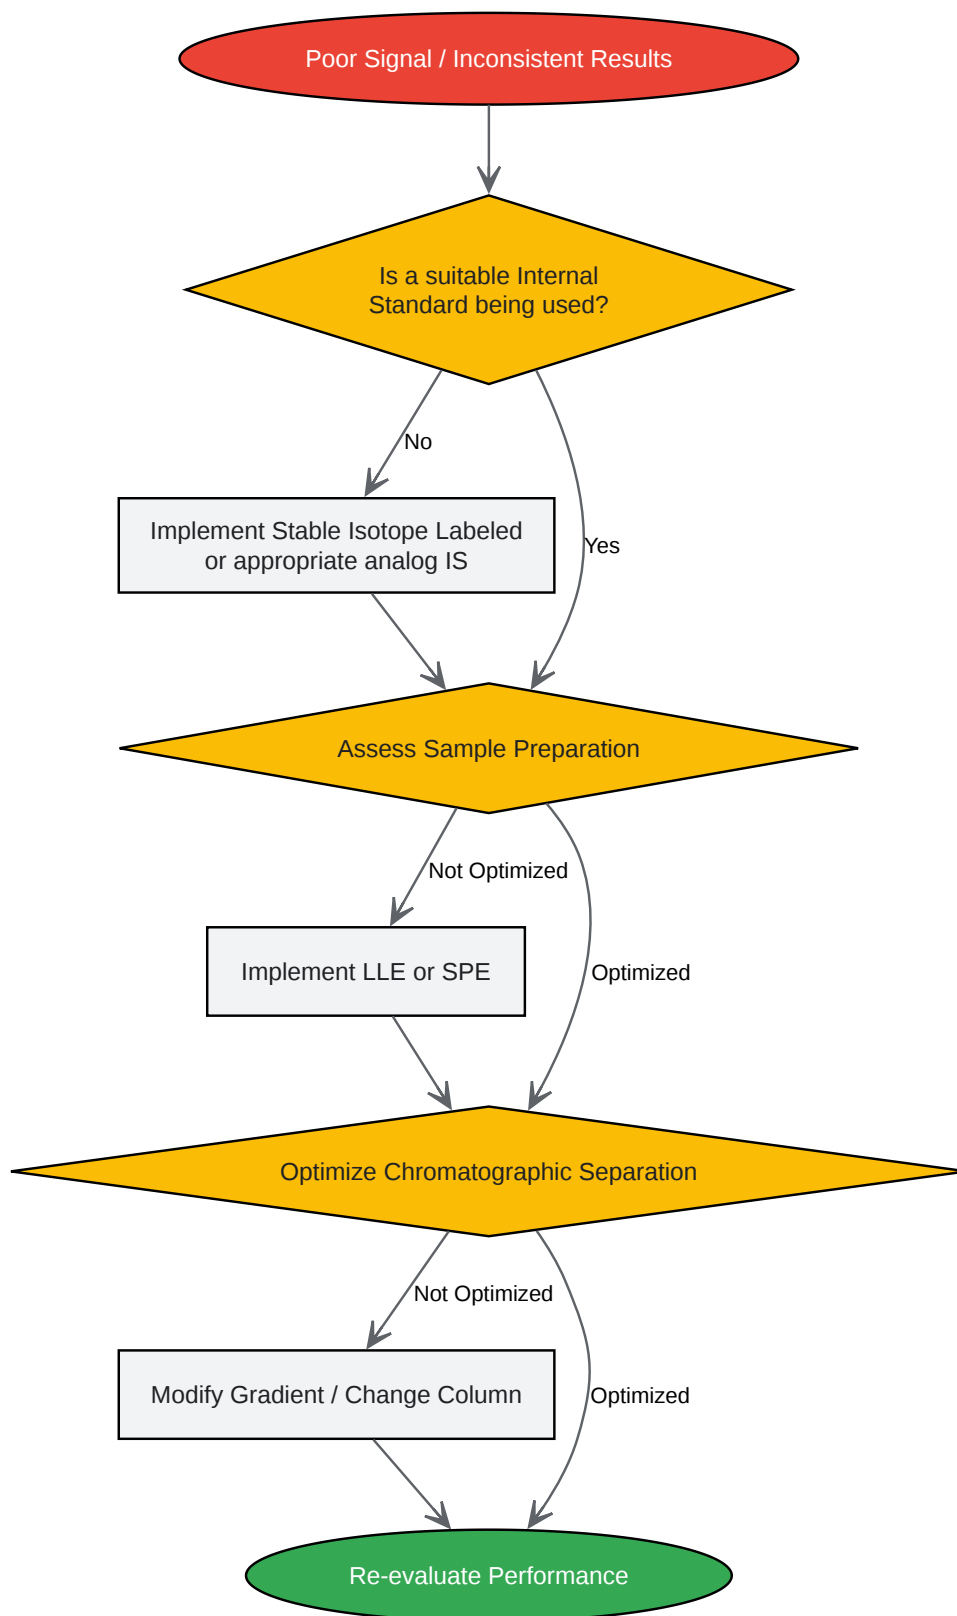 Poor Signal / Inconsistent Results
Is a suitable Internal
Standard being used?
No
Implement Stable Isotope Labeled
or appropriate analog IS
Yes
Assess Sample Preparation
Not Optimized
Implement LLE or SPE
Optimized
Optimize Chromatographic Separation
Not Optimized
Modify Gradient / Change Column
Optimized
Re-evaluate Performance